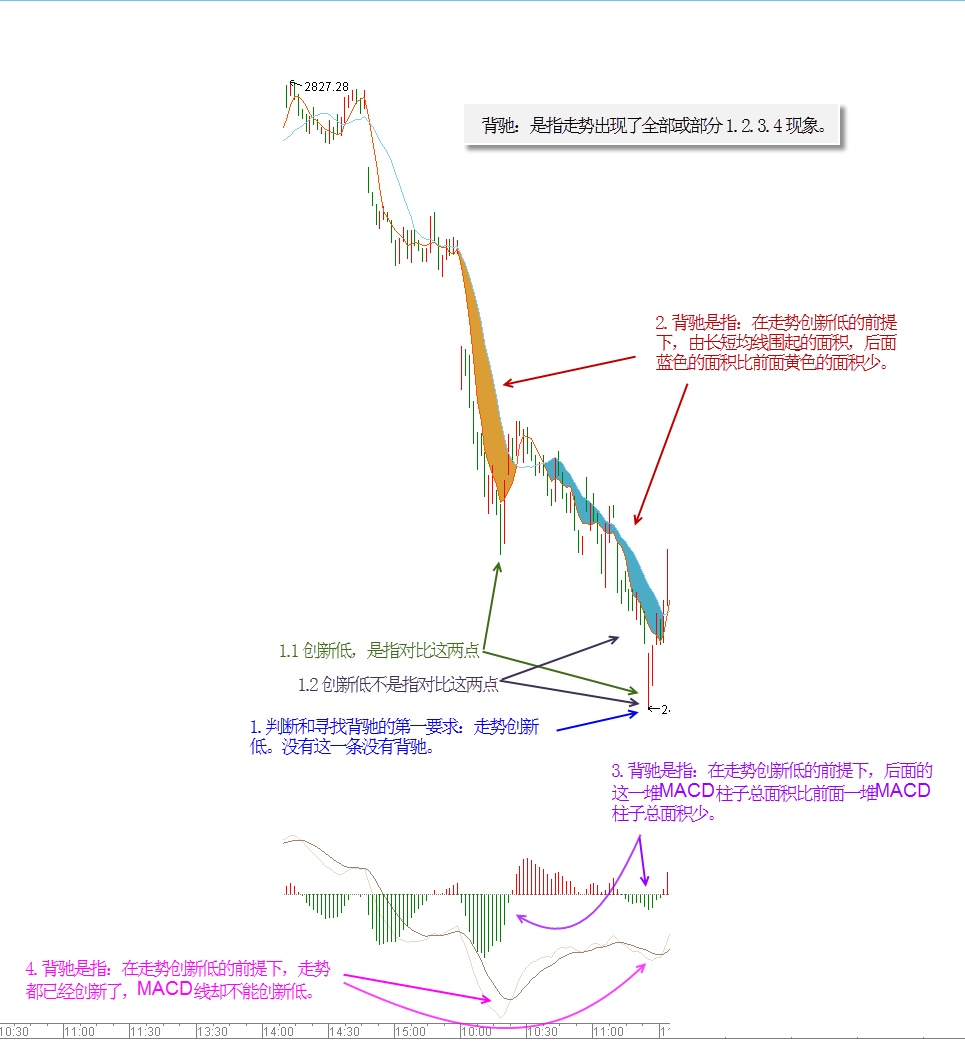 2827.28
背驰：是指走势出现了全部或部分 1.2.3.4 现象。
2. 背驰是指：在走势创新低的前提
下，由长短均线围起的面积，后面
蓝色的面积比前面黄色的面积少。
1.1 创新低，是指对比这两点
1.2 创新低不是指对比这两点
2.
1. 判断和寻找背驰的第一要求：走势创新
低。没有这一条没有背驰。
3. 背驰是指：在走势创新低的前提下，后面的
这一堆MACD柱子总面积比前面一堆MACD
柱子总面积少。
4. 背驰是指：在走势创新低的前提下，走势
都已经创新了，MACD线却不能创新低。
10:30 11:00 11:30 13:30 14:00 14:30 15:00 10:00 10:30 11:00